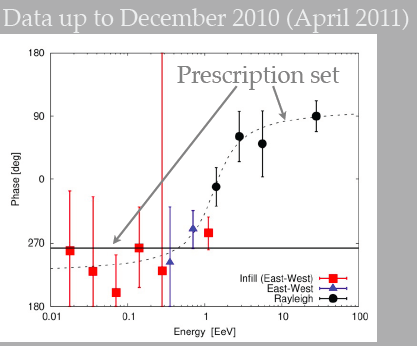 Data up to December 2010 (April 2011)
Prescription set
180
90
0
270
180
Phase [deg]
0.01
0.1
1
10
100
Energy [EeV]
Infill (East-West)
East-West
Rayleigh